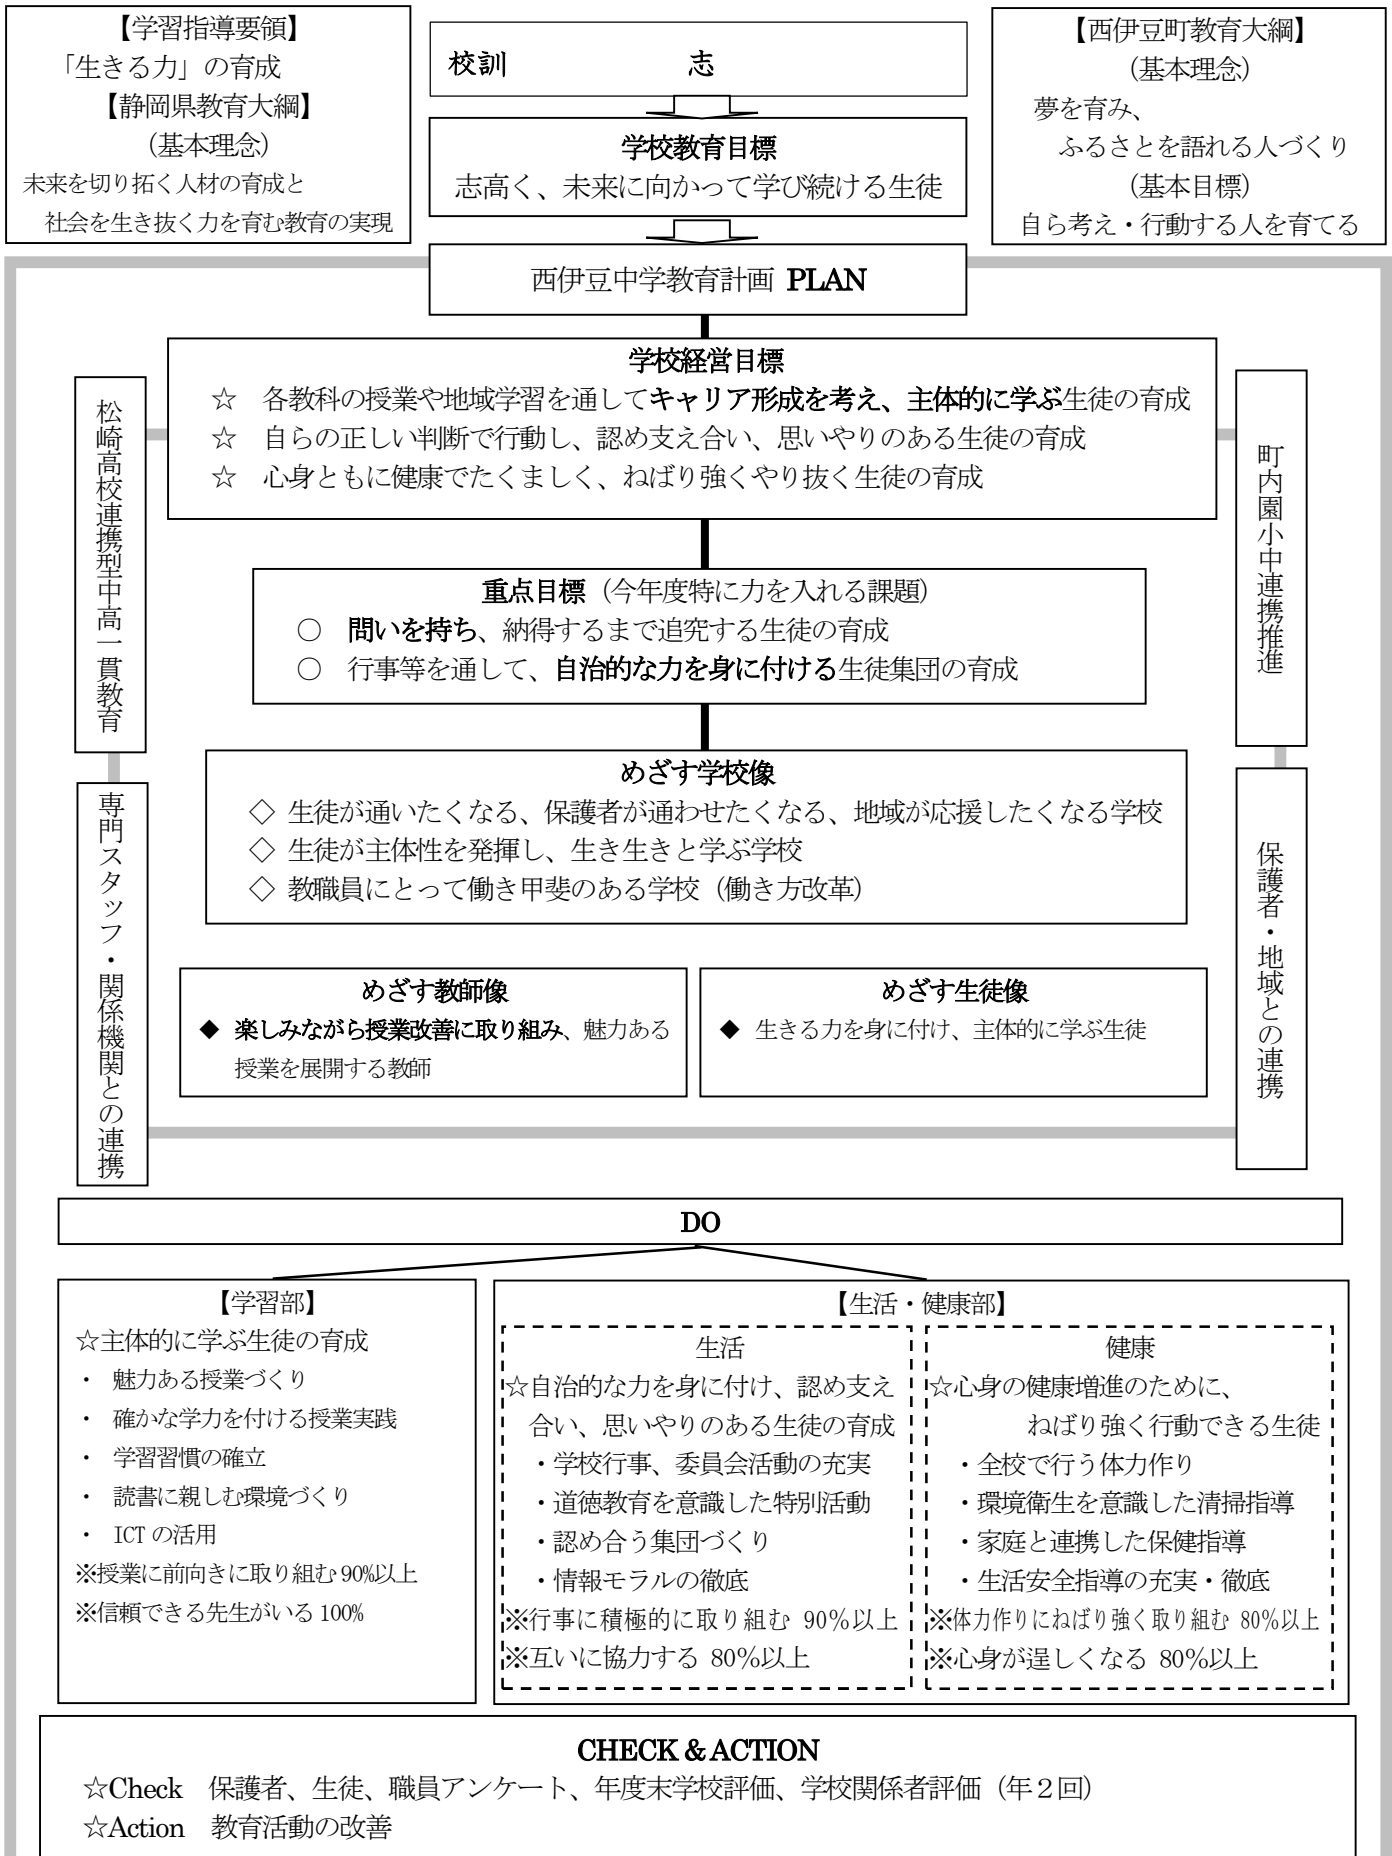 【学習指導要領】
「生きる力」の育成
【静岡県教育大綱】
(基本理念)
未来を切り拓く人材の育成と
社会を生き抜く力を育む教育の実現
校訓　志
【西伊豆町教育大綱】
(基本理念)
夢を育み、
ふるさとを語れる人づくり
(基本目標)
自ら考え・行動する人を育てる
学校教育目標
志高く、未来に向かって学び続ける生徒
西伊豆中学教育計画 PLAN
学校経営目標
☆　各教科の授業や地域学習を通してキャリア形成を考え、主体的に学ぶ生徒の育成
☆　自らの正しい判断で行動し、認め支え合い、思いやりのある生徒の育成
☆　心身ともに健康でたくましく、ねばり強くやり抜く生徒の育成
松崎高校連携型中高一貫教育
町内園小中連携推進
重点目標（今年度特に力を入れる課題）
○　問いを持ち、納得するまで追究する生徒の育成
○　行事等を通して、自治的な力を身に付ける生徒集団の育成
めざす学校像
◇ 生徒が通いたくなる、保護者が通わせたくなる、地域が応援したくなる学校
◇ 生徒が主体性を発揮し、生き生きと学ぶ学校
◇ 教職員にとって働き甲斐のある学校（働き方改革）
専門スタッフ・関係機関との連携
保護者・地域との連携
めざす教師像
◆ 楽しみながら授業改善に取り組み、魅力ある
授業を展開する教師
めざす生徒像
◆ 生きる力を身に付け、主体的に学ぶ生徒
DO
【学習部】
☆主体的に学ぶ生徒の育成
・ 魅力ある授業づくり
・ 確かな学力を付ける授業実践
・ 学習習慣の確立
・ 読書に親しむ環境づくり
・ ICT の活用
※授業に前向きに取り組む 90%以上
※信頼できる先生がいる 100%
【生活・健康部】
生活
☆自治的な力を身に付け、認め支え
合い、思いやりのある生徒の育成
・学校行事、委員会活動の充実
・道徳教育を意識した特別活動
・認め合う集団づくり
・情報モラルの徹底
※行事に積極的に取り組む 90％以上
※互いに協力する 80％以上
健康
☆心身の健康増進のために、
ねばり強く行動できる生徒
・全校で行う体力作り
・環境衛生を意識した清掃指導
・家庭と連携した保健指導
・生活安全指導の充実・徹底
※体力作りにねばり強く取り組む 80％以上
※心身が逞しくなる 80％以上
CHECK & ACTION
☆Check　保護者、生徒、職員アンケート、年度末学校評価、学校関係者評価（年２回）
☆Action　教育活動の改善